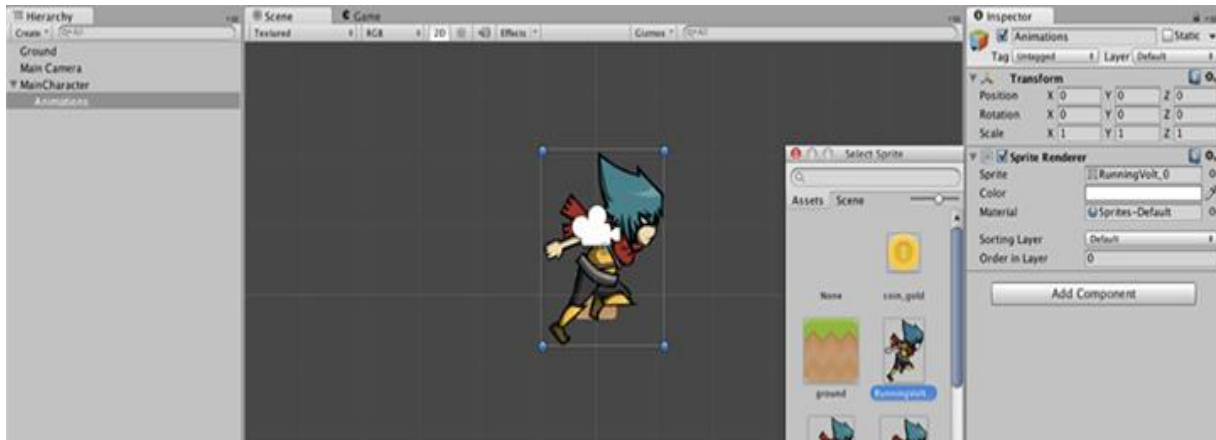 Hierarchy
Create
Q▾All
Ground
Main Camera
MainCharacter
Animations
Scene
Game
Textured
RGB
2D
Effects
Gizmos
Q▾All
Select Sprite
Assets
Scene
None
coin_gold
ground
RunningVolt...
Inspector
Animations
Static
Tag
Untagged
Layer
Default
Transform
Position X 0 Y 0 Z 0
Rotation X 0 Y 0 Z 0
Scale X 1 Y 1 Z 1
Sprite Renderer
Sprite RunningVolt_0
Color
Material Sprites-Default
Sorting Layer Default
Order in Layer 0
Add Component